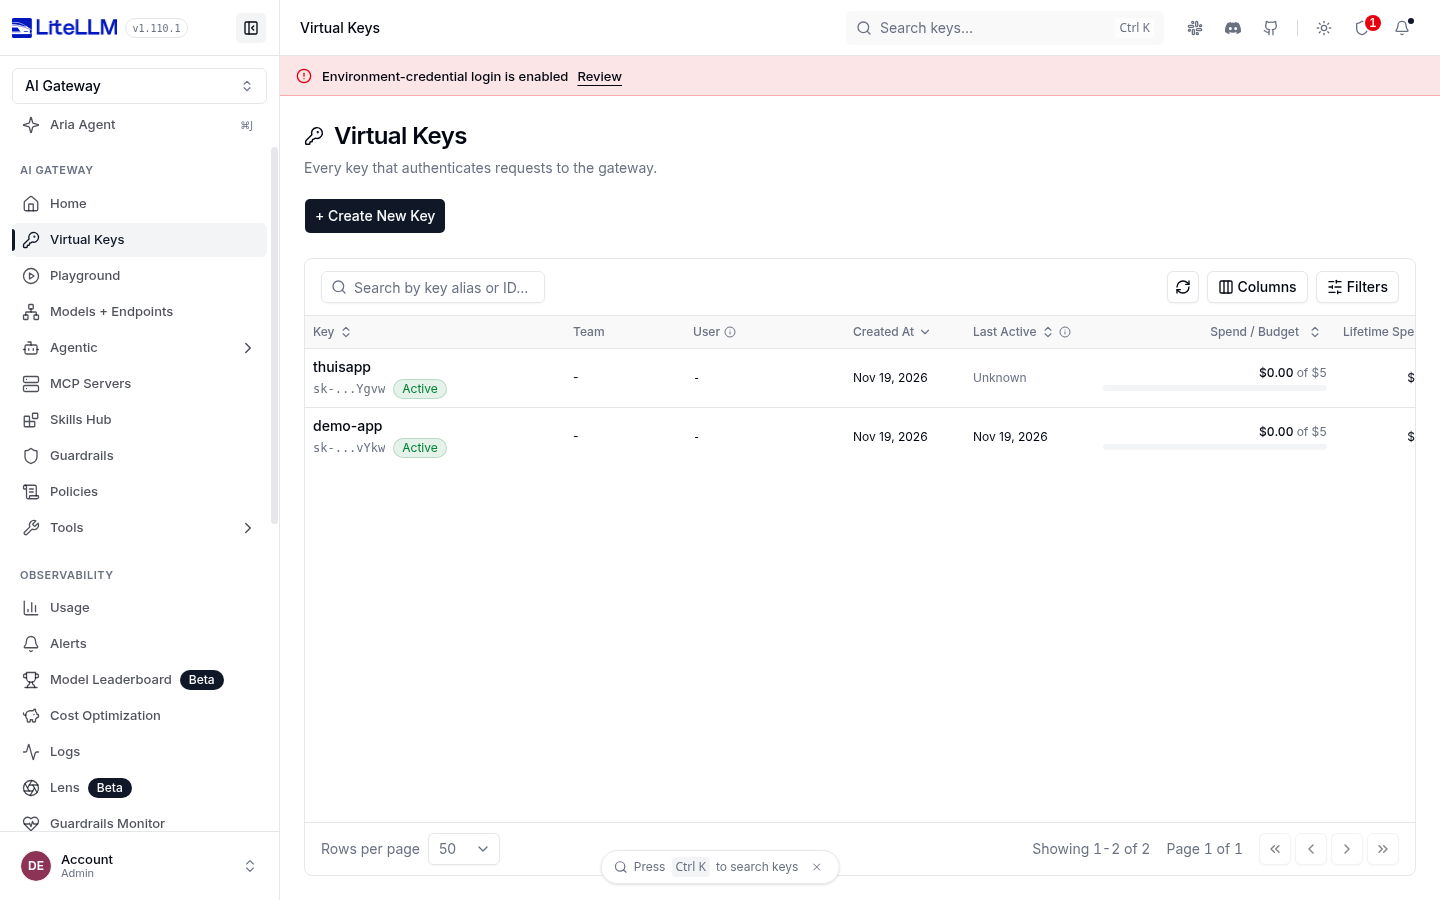 LiteLLM
v1.110.1
Virtual Keys
Search keys...
Ctrl K
1
AI Gateway
Aria Agent
⌘J
AI GATEWAY
Home
Virtual Keys
Playground
Models + Endpoints
Agentic
MCP Servers
Skills Hub
Guardrails
Policies
Tools
OBSERVABILITY
Usage
Alerts
Model Leaderboard Beta
Cost Optimization
Logs
Lens Beta
Guardrails Monitor
DE
Account
Admin
Environment-credential login is enabled Review
Virtual Keys
Every key that authenticates requests to the gateway.
+ Create New Key
Search by key alias or ID...
Columns
Filters
Key Team User Created At Last Active Spend / Budget Lifetime Spe
thuisapp
sk-...Ygvw Active
- - Nov 19, 2026 Unknown $0.00 of $5 $
demo-app
sk-...vYkw Active
- - Nov 19, 2026 Nov 19, 2026 $0.00 of $5 $
Rows per page 50
Showing 1-2 of 2 Page 1 of 1
Press Ctrl K to search keys